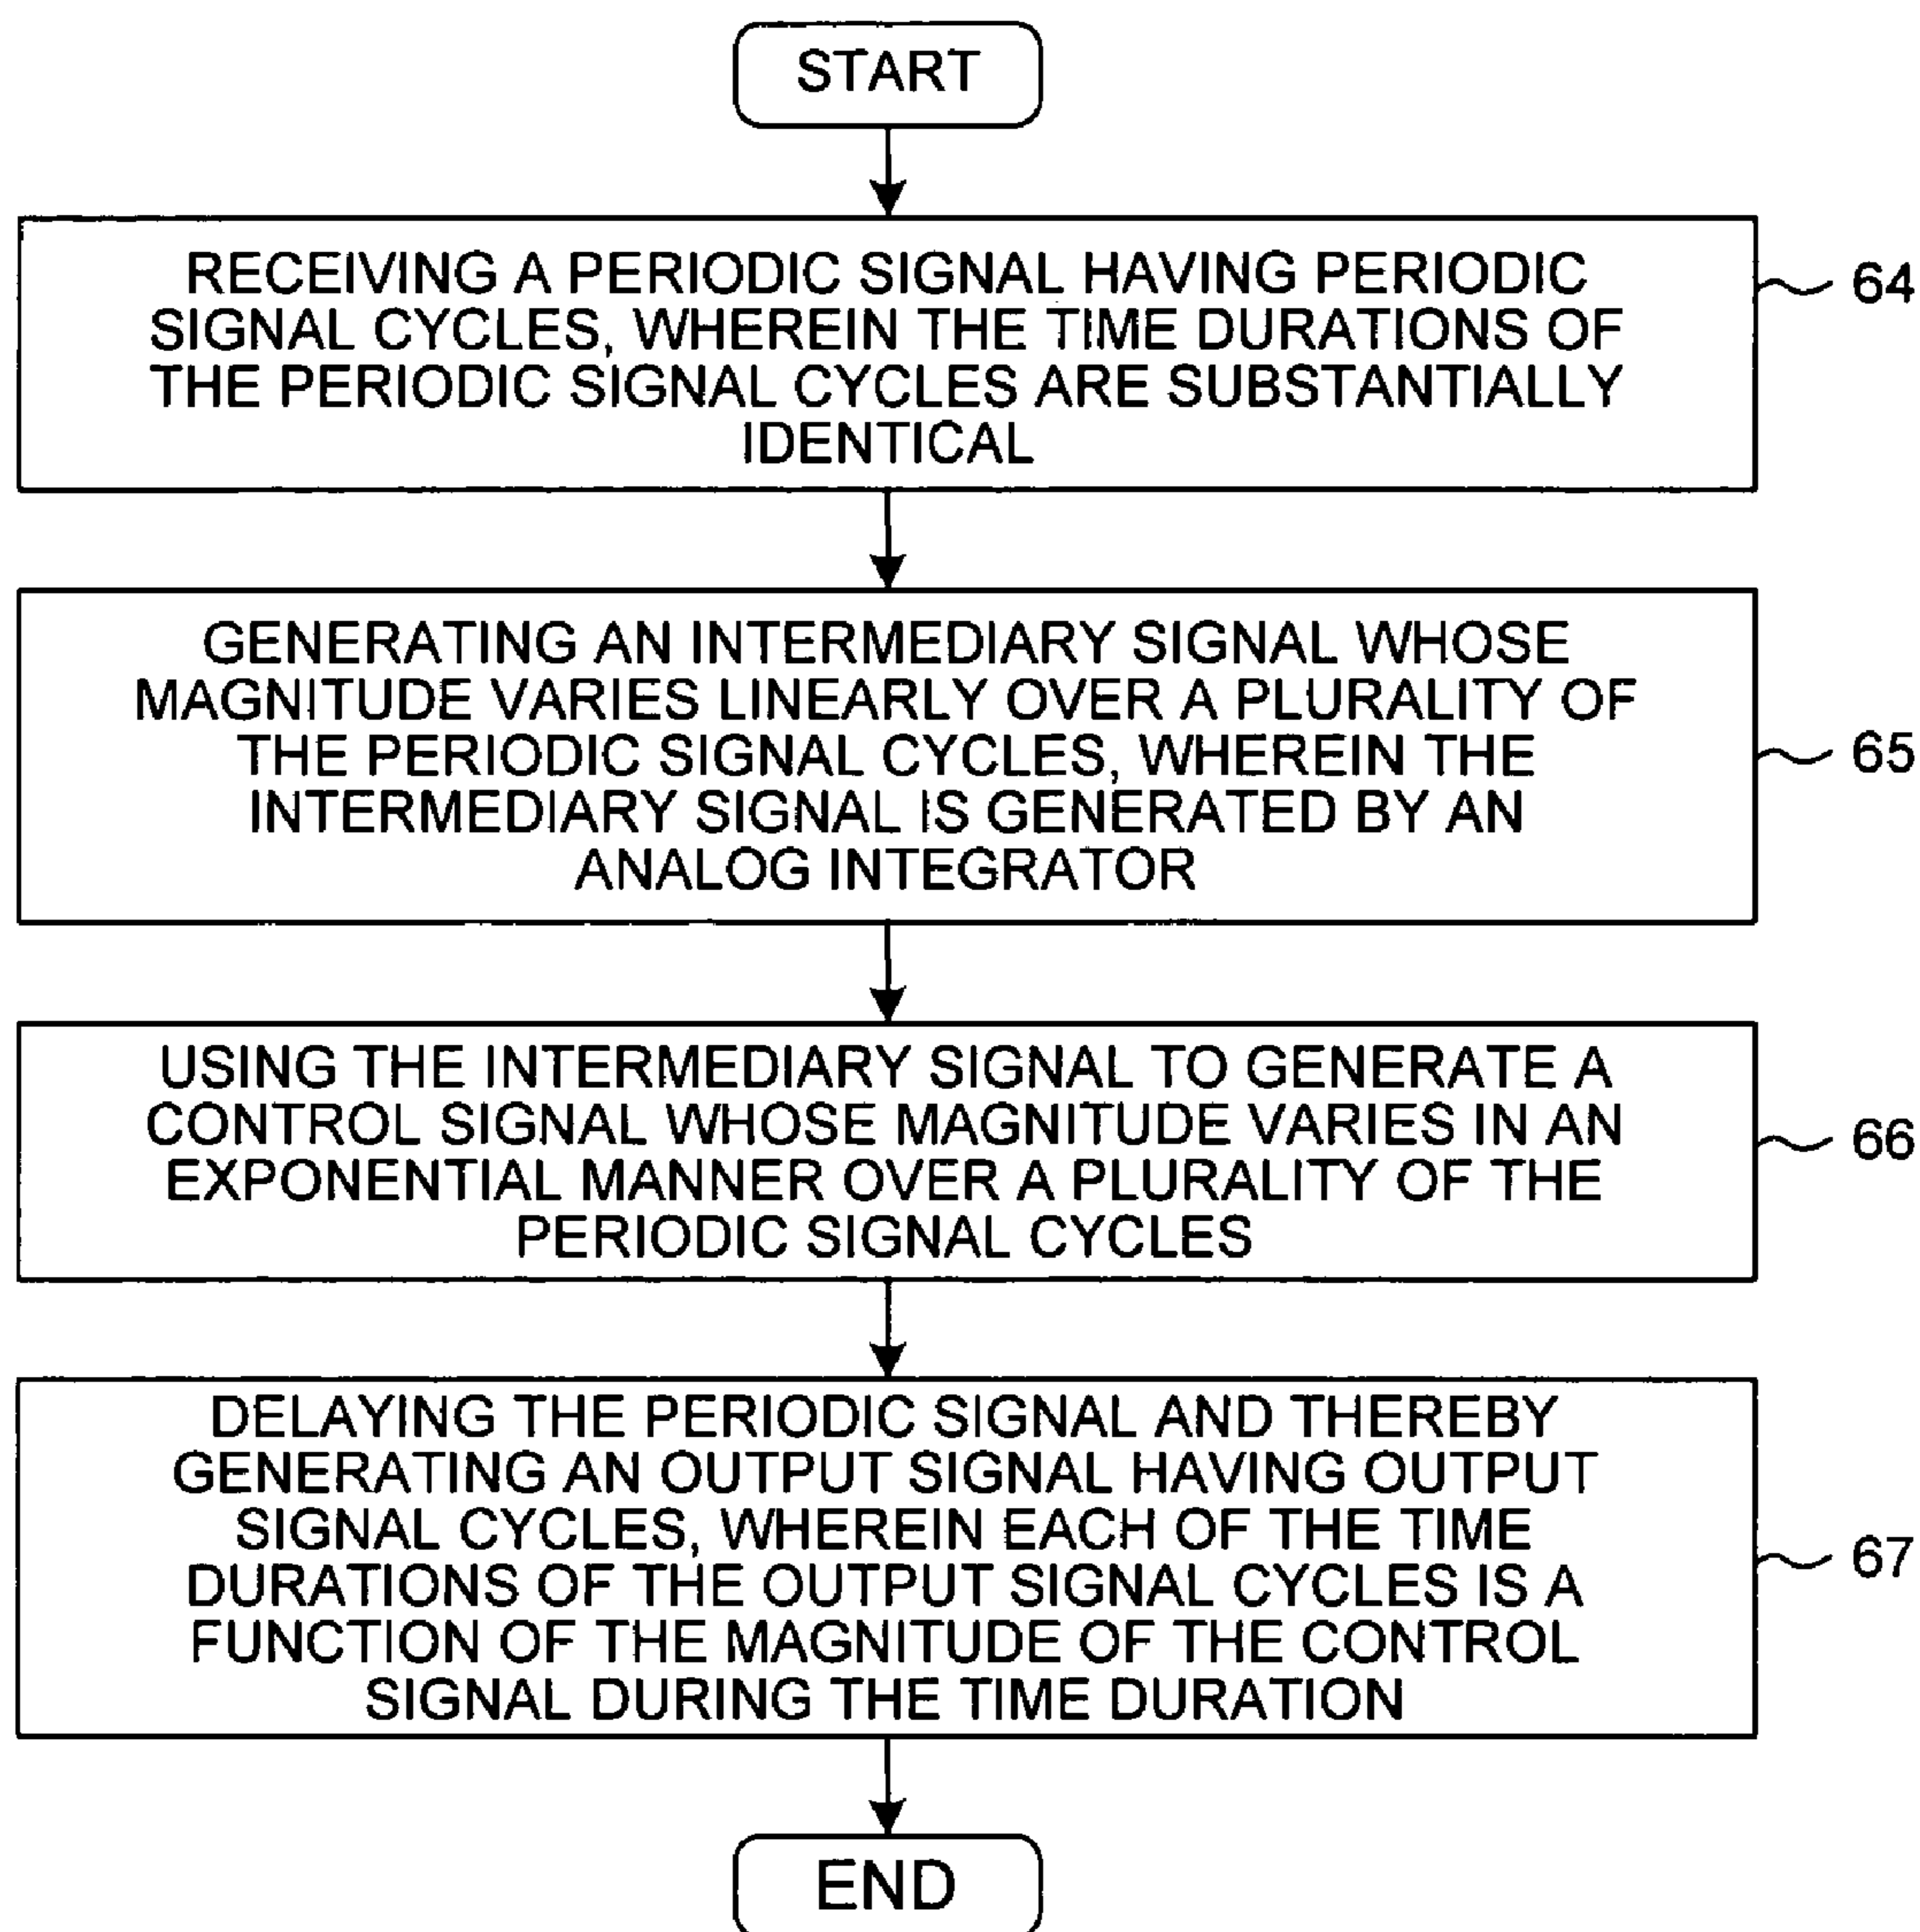 START
RECEIVING A PERIODIC SIGNAL HAVING PERIODIC
SIGNAL CYCLES, WHEREIN THE TIME DURATIONS OF
THE PERIODIC SIGNAL CYCLES ARE SUBSTANTIALLY
IDENTICAL
64
GENERATING AN INTERMEDIARY SIGNAL WHOSE
MAGNITUDE VARIES LINEARLY OVER A PLURALITY OF
THE PERIODIC SIGNAL CYCLES, WHEREIN THE
INTERMEDIARY SIGNAL IS GENERATED BY AN
ANALOG INTEGRATOR
65
USING THE INTERMEDIARY SIGNAL TO GENERATE A
CONTROL SIGNAL WHOSE MAGNITUDE VARIES IN AN
EXPONENTIAL MANNER OVER A PLURALITY OF THE
PERIODIC SIGNAL CYCLES
66
DELAYING THE PERIODIC SIGNAL AND THEREBY
GENERATING AN OUTPUT SIGNAL HAVING OUTPUT
SIGNAL CYCLES, WHEREIN EACH OF THE TIME
DURATIONS OF THE OUTPUT SIGNAL CYCLES IS A
FUNCTION OF THE MAGNITUDE OF THE CONTROL
SIGNAL DURING THE TIME DURATION
67
END